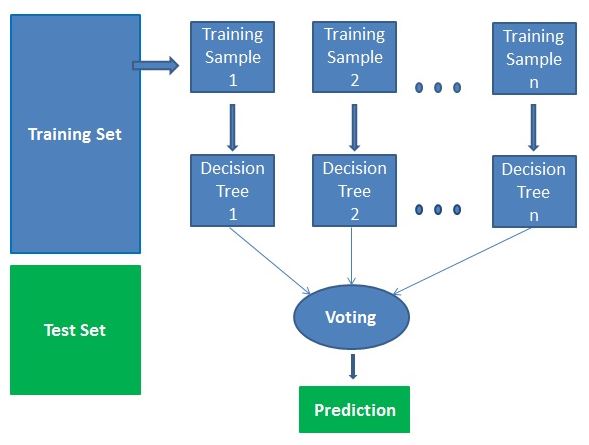 Training Set
Training
Sample
1
Training
Sample
2
Training
Sample
n
Decision
Tree
1
Decision
Tree
2
Decision
Tree
n
Test Set
Voting
Prediction